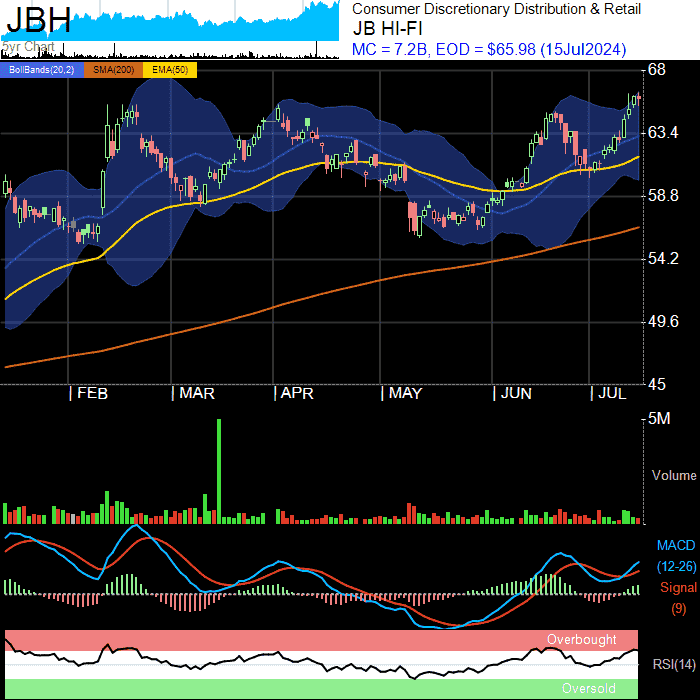 JBH
5yr Chart
Consumer Discretionary Distribution & Retail
JB HI-FI
MC = 7.2B, EOD = $65.98 (15Jul2024)
BollBands(20,2) SMA(200) EMA(50)
68
63.4
58.8
54.2
49.6
45
FEB MAR APR MAY JUN JUL
5M
Volume
MACD
(12-26)
Signal
(9)
Overbought
RSI(14)
Oversold